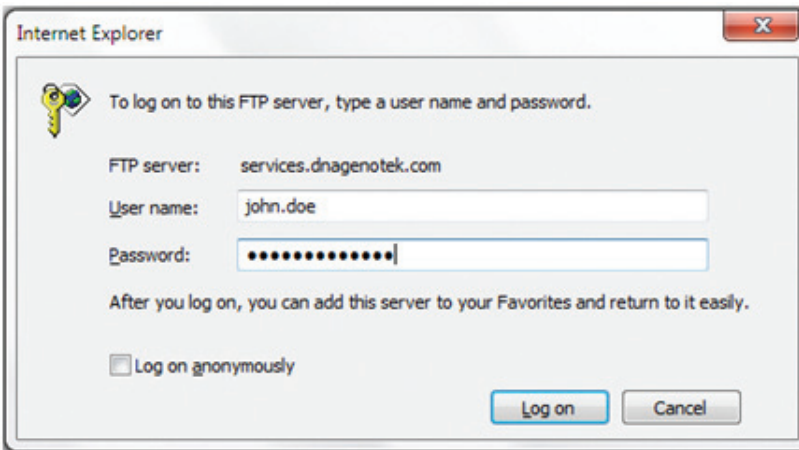 Internet Explorer
To log on to this FTP server, type a user name and password.
FTP server: services.dnagenotek.com
User name: john.doe
Password: •••••••••••••
After you log on, you can add this server to your Favorites and return to it easily.
Log on anonymously
Log on Cancel